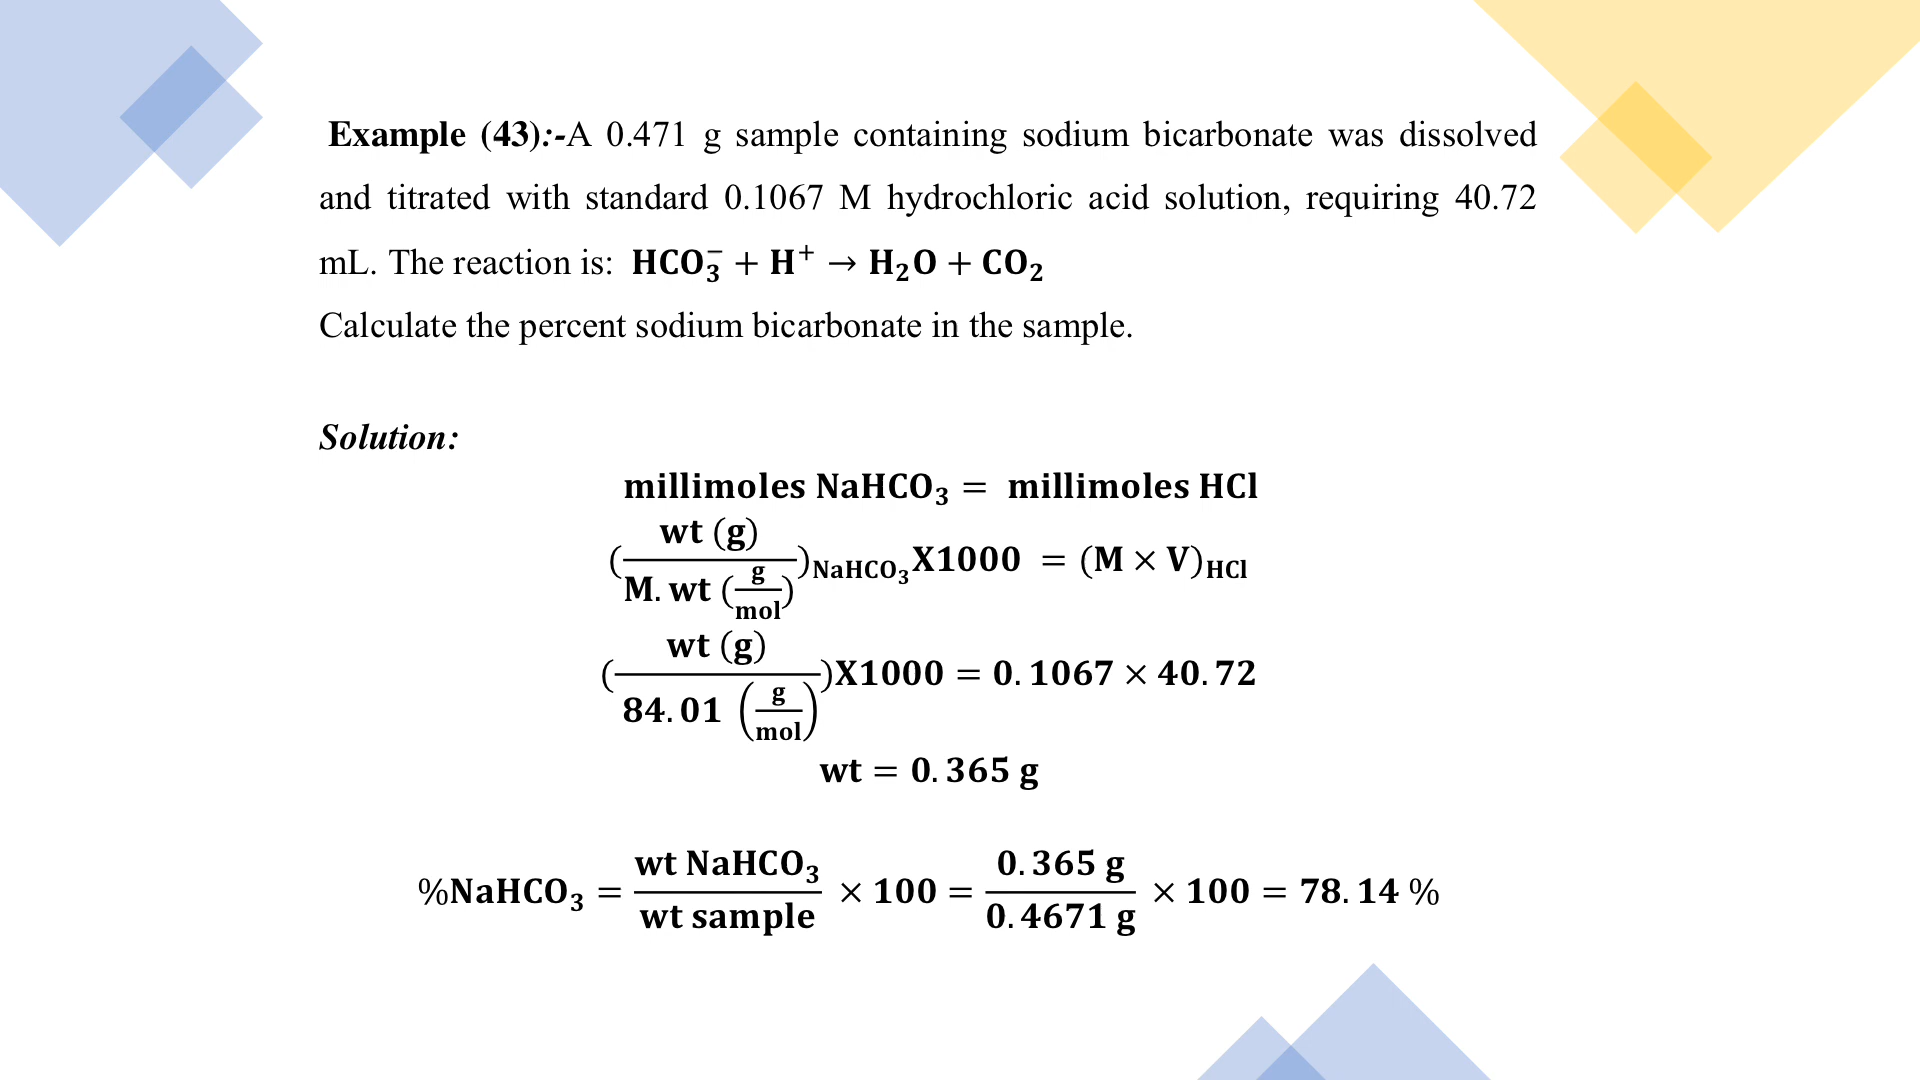 Example (43):-A 0.471 g sample containing sodium bicarbonate was dissolved
and titrated with standard 0.1067 M hydrochloric acid solution, requiring 40.72
mL. The reaction is: HCO₃⁻ + H⁺ → H₂O + CO₂
Calculate the percent sodium bicarbonate in the sample.
Solution:
millimoles NaHCO₃ = millimoles HCl
(wt (g) / M. wt (g/mol))NaHCO₃ X1000 = (M × V)HCl
(wt (g) / 84.01 (g/mol))X1000 = 0.1067 × 40.72
wt = 0.365 g
%NaHCO₃ = wt NaHCO₃ / wt sample × 100 = 0.365 g / 0.4671 g × 100 = 78.14 %